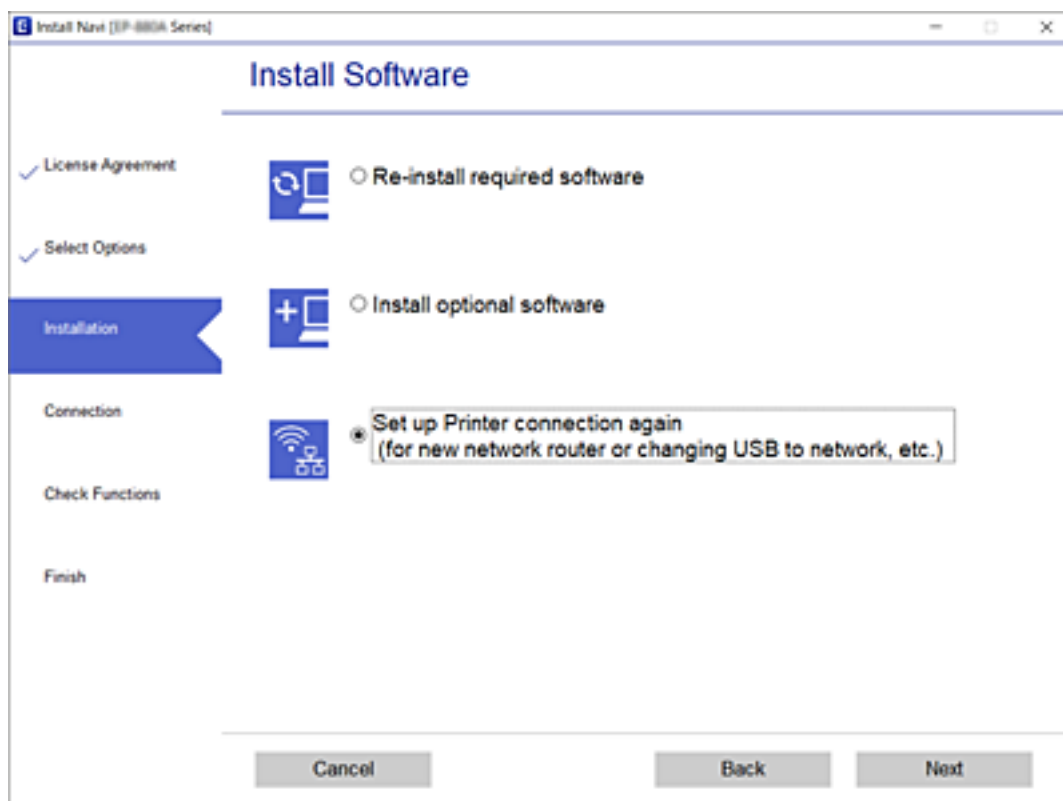 Install Navi [EP-880A Series]
Install Software
License Agreement
Select Options
Installation
Connection
Check Functions
Finish
Re-install required software
Install optional software
Set up Printer connection again
(for new network router or changing USB to network, etc.)
Cancel
Back
Next